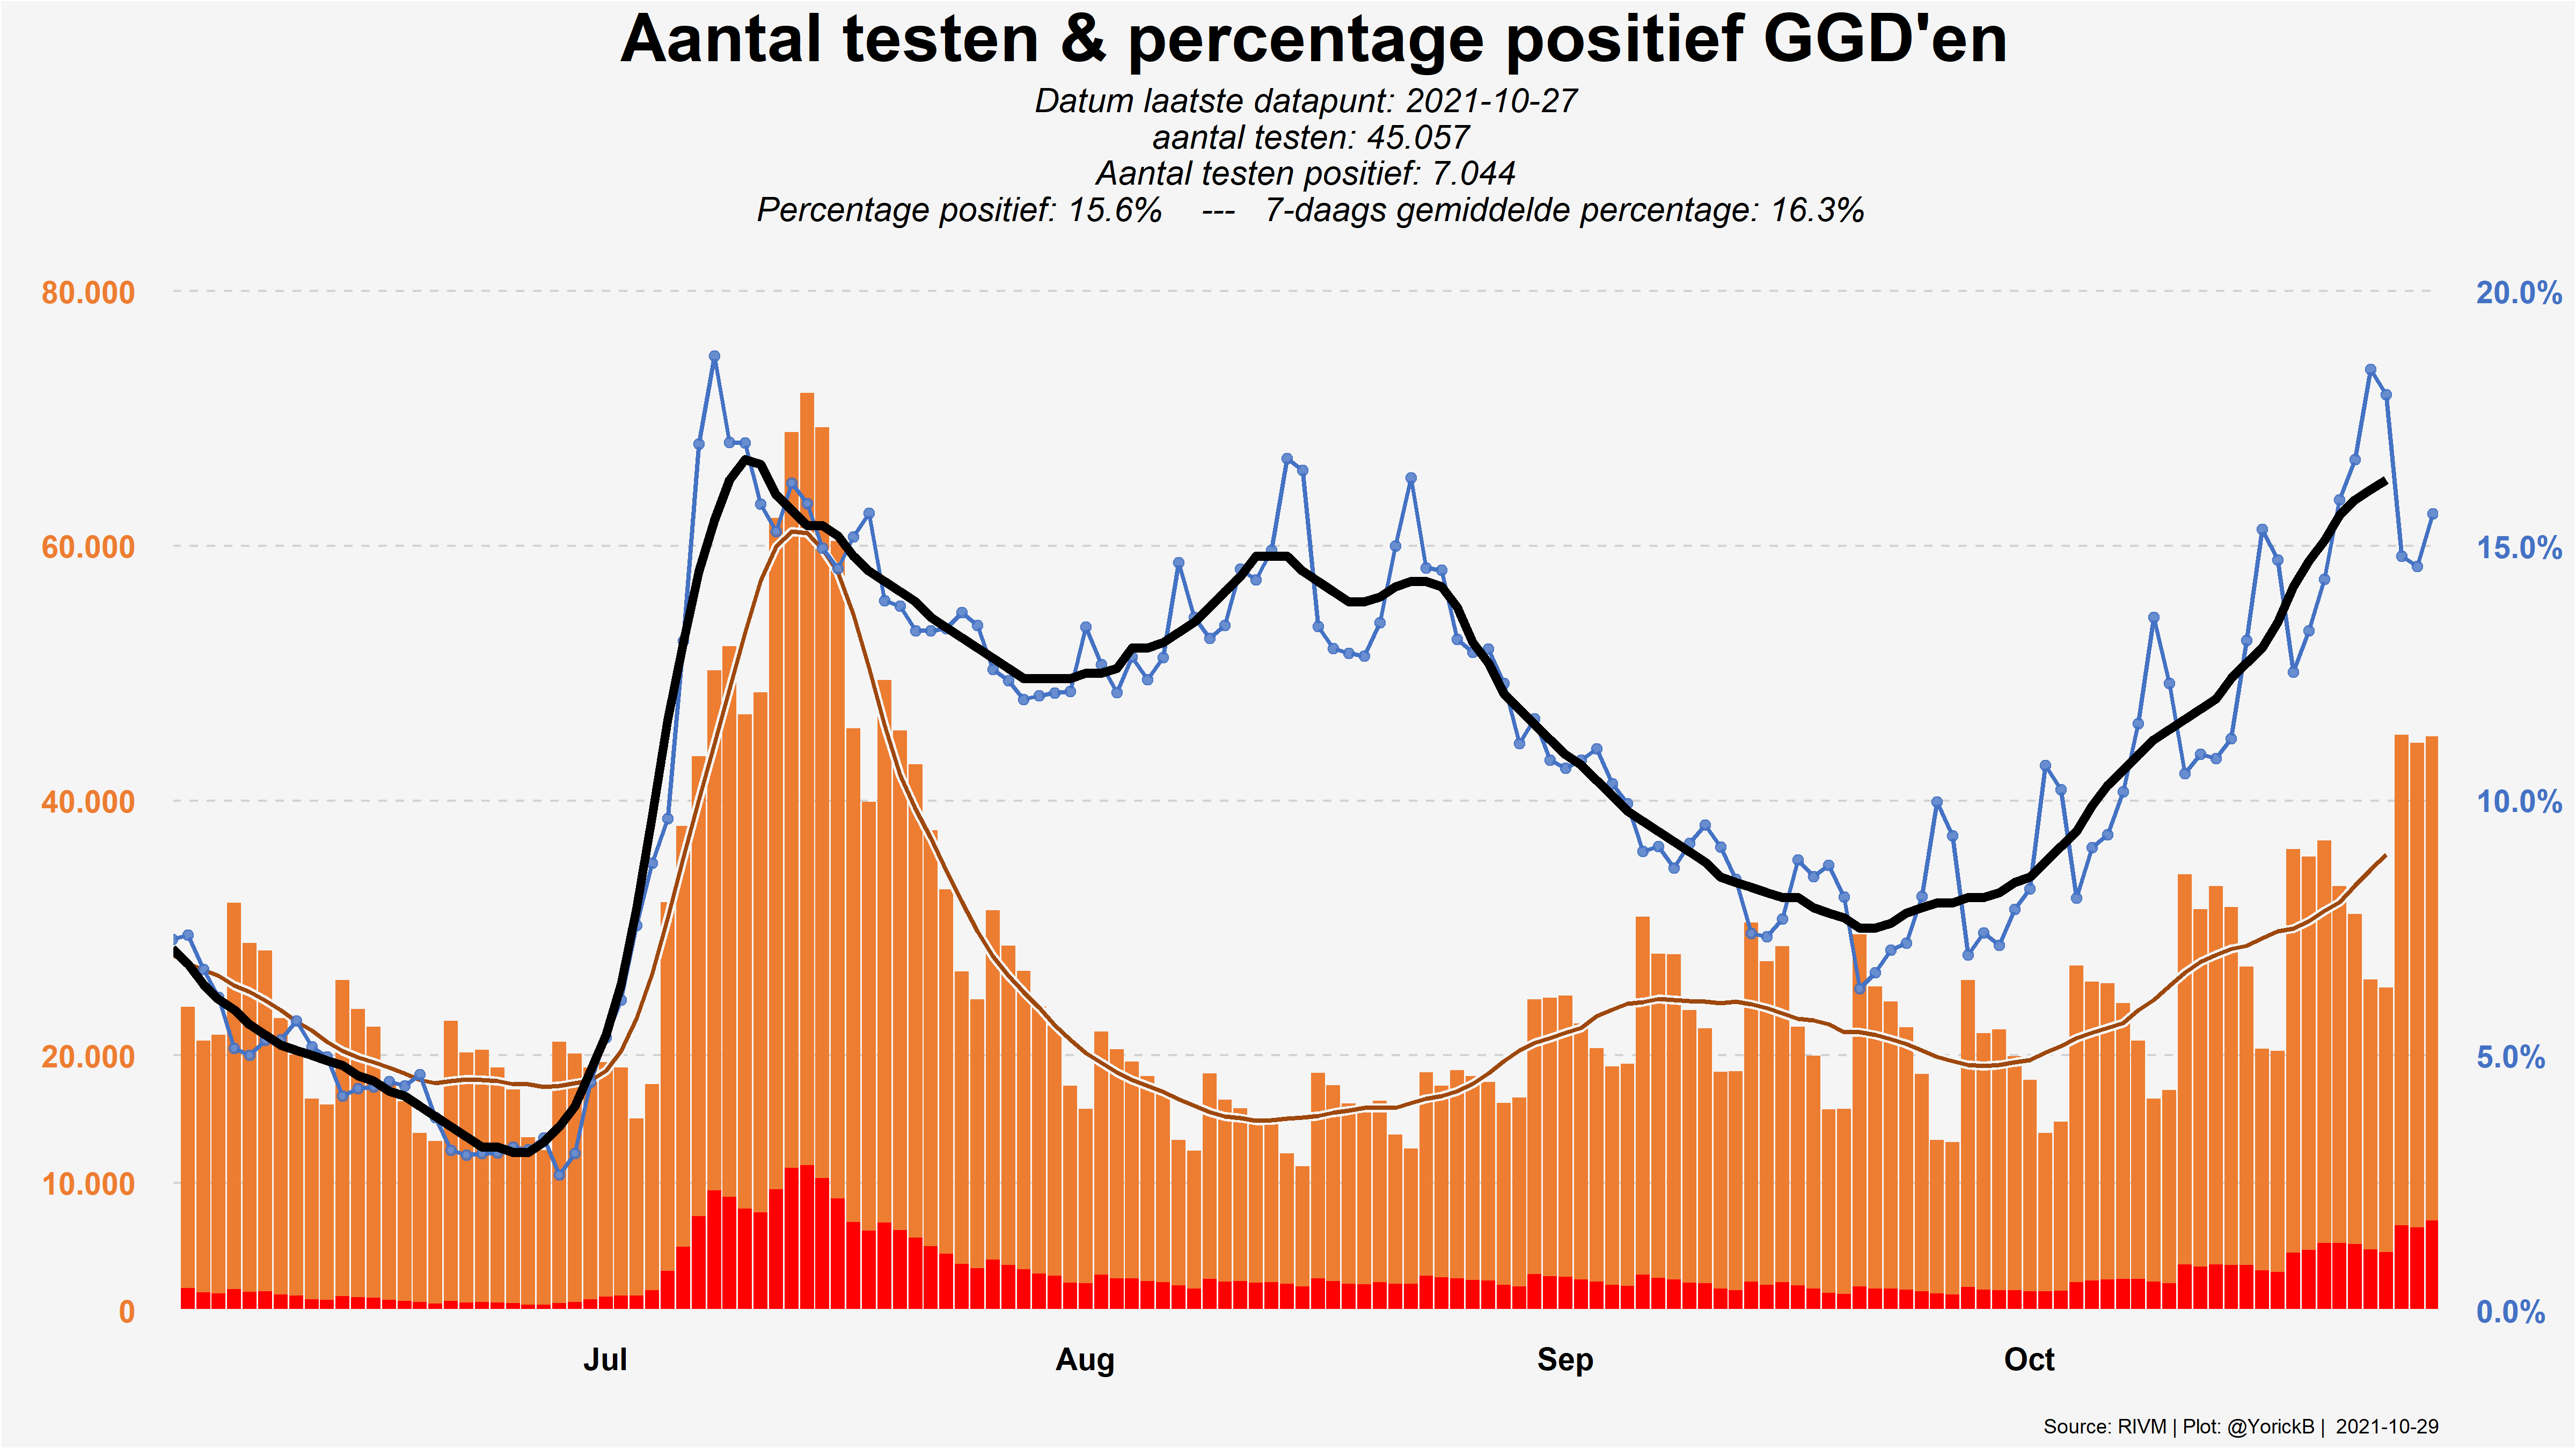 Aantal testen & percentage positief GGD'en
Datum laatste datapunt: 2021-10-27
aantal testen: 45.057
Aantal testen positief: 7.044
Percentage positief: 15.6% --- 7-daags gemiddelde percentage: 16.3%
80.000
20.0%
60.000
15.0%
40.000
10.0%
20.000
5.0%
10.000
0
0.0%
Jul Aug Sep Oct
Source: RIVM | Plot: @YorickB | 2021-10-29